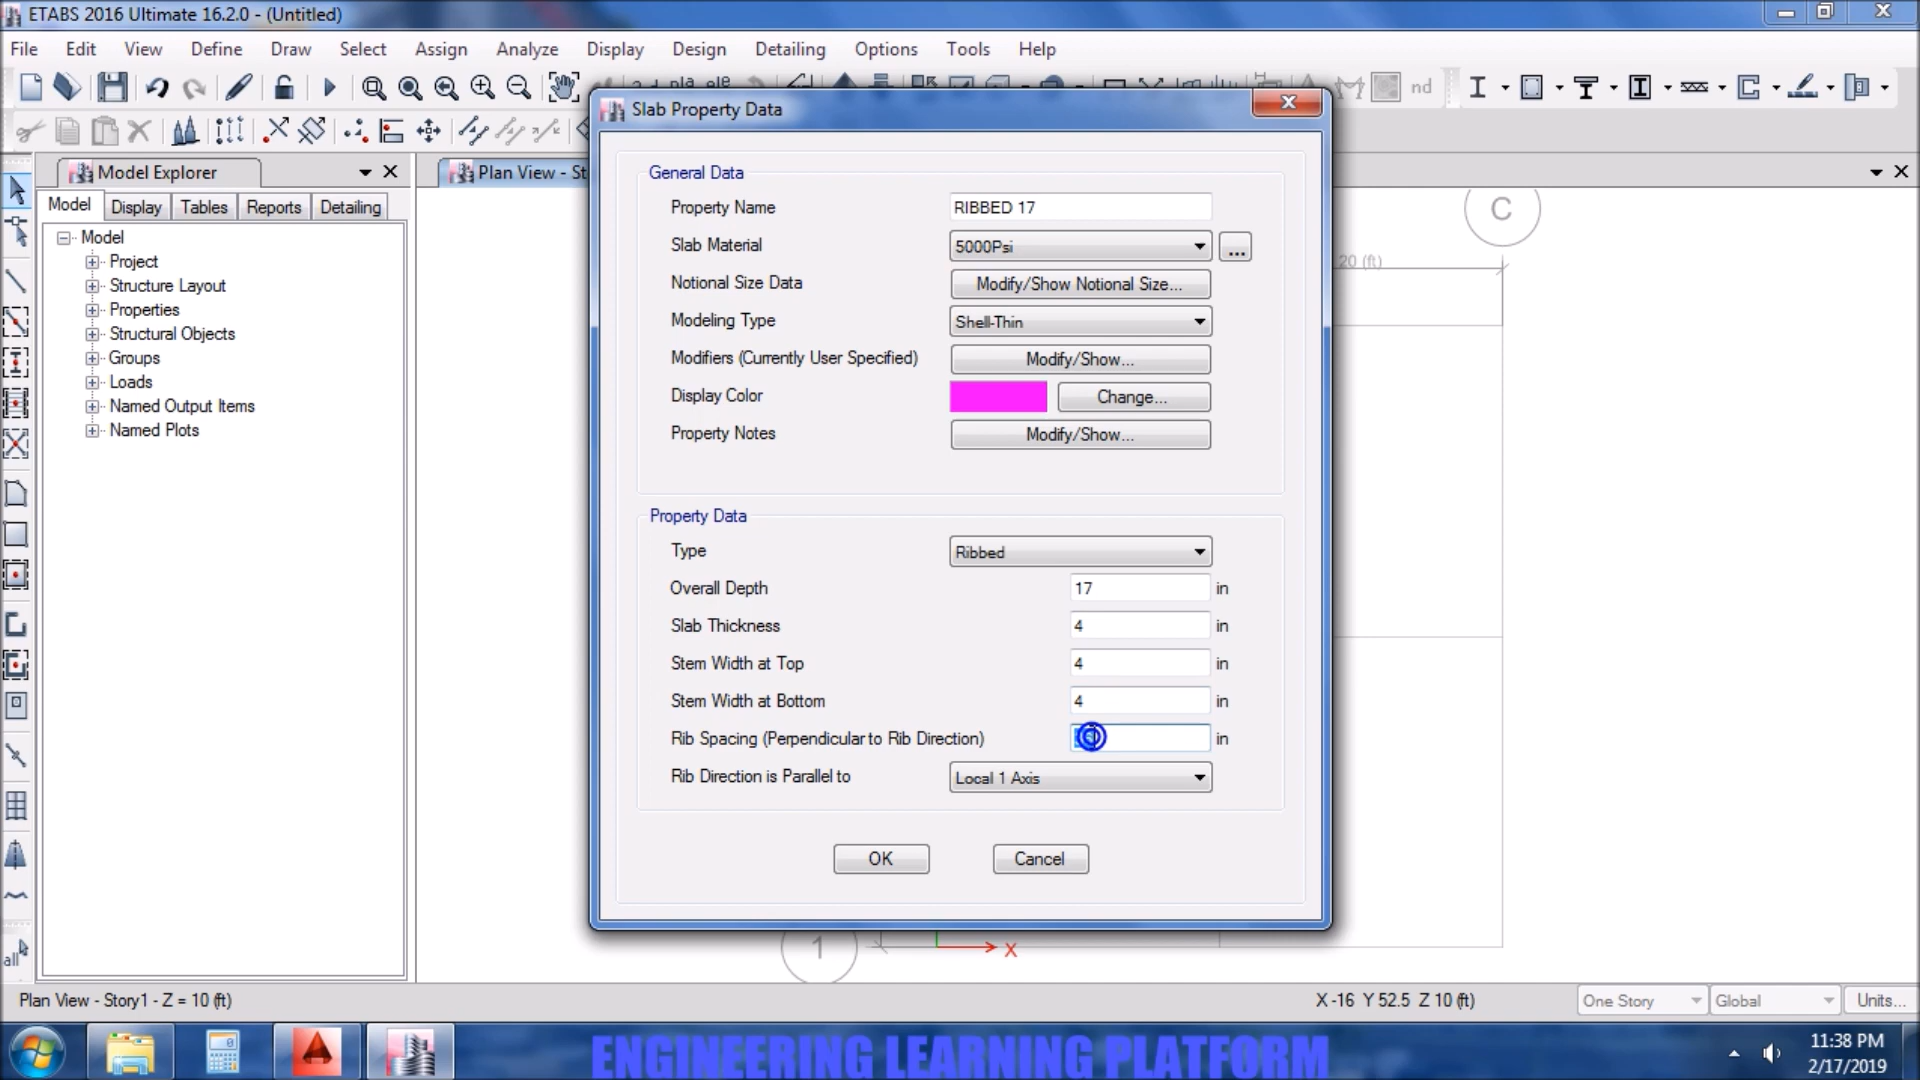 ETABS 2016 Ultimate 16.2.0 - (Untitled)
File Edit View Define Draw Select Assign Analyze Display Design Detailing Options Tools Help
nd
Slab Property Data
Model Explorer
Plan View - St
Model Display Tables Reports Detailing
Model
Project
Structure Layout
Properties
Structural Objects
Groups
Loads
Named Output Items
Named Plots
General Data
Property Name RIBBED 17
Slab Material 5000Psi ...
Notional Size Data Modify/Show Notional Size...
Modeling Type Shell-Thin
Modifiers (Currently User Specified) Modify/Show...
Display Color Change...
Property Notes Modify/Show...
Property Data
Type Ribbed
Overall Depth 17 in
Slab Thickness 4 in
Stem Width at Top 4 in
Stem Width at Bottom 4 in
Rib Spacing (Perpendicular to Rib Direction) in
Rib Direction is Parallel to Local 1 Axis
OK Cancel
C
20 (ft)
1
X
all
Plan View - Story1 - Z = 10 (ft)
X -16 Y 52.5 Z 10 (ft)
One Story Global Units...
ENGINEERING LEARNING PLATFORM
11:38 PM
2/17/2019